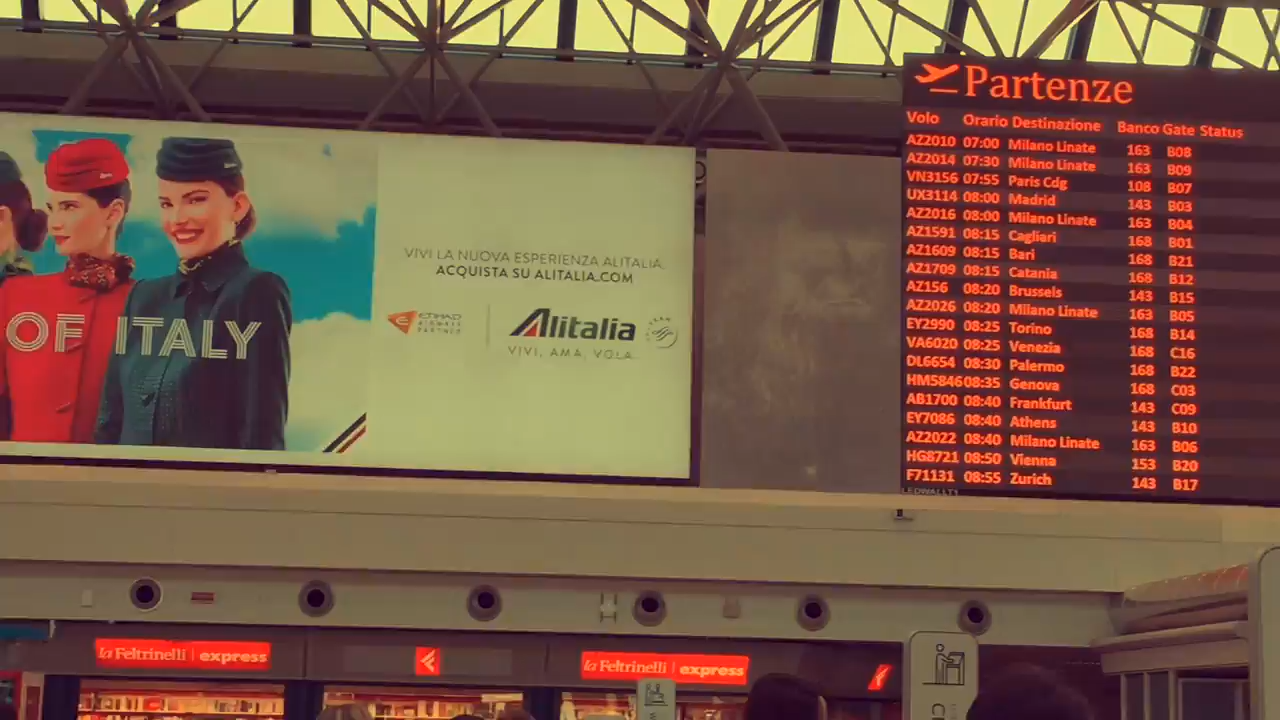 OF ITALY
VIVI LA NUOVA ESPERIENZA ALITALIA.
ACQUISTA SU ALITALIA.COM
ETIHAD
AIRWAYS
PARTNER
Alitalia
VIVI, AMA, VOLA.
Partenze
Volo Orario Destinazione Banco Gate Status
AZ2010 07:00 Milano Linate 163 B08
AZ2014 07:30 Milano Linate 163 B09
VN3156 07:55 Paris Cdg 108 B07
UX3114 08:00 Madrid 143 B03
AZ2016 08:00 Milano Linate 163 B04
AZ1591 08:15 Cagliari 168 B01
AZ1609 08:15 Bari 168 B21
AZ1709 08:15 Catania 168 B12
AZ156 08:20 Brussels 143 B15
AZ2026 08:20 Milano Linate 163 B05
EY2990 08:25 Torino 168 B14
VA6020 08:25 Venezia 168 C16
DL6654 08:30 Palermo 168 B22
HM5846 08:35 Genova 168 C03
AB1700 08:40 Frankfurt 143 C09
EY7086 08:40 Athens 143 B10
AZ2022 08:40 Milano Linate 163 B06
HG8721 08:50 Vienna 153 B20
F71131 08:55 Zurich 143 B17
LEDWALLT1
la Feltrinelli express
la Feltrinelli express